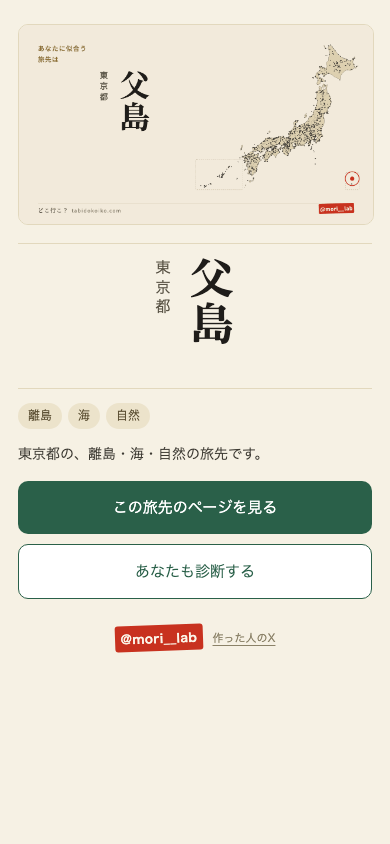 あなたに似合う
旅先は
父島
東京都
どこ行こ？ tabidokoiko.com
@mori__lab
父島
東京都
離島
海
自然
東京都の、離島・海・自然の旅先です。
この旅先のページを見る
あなたも診断する
@mori__lab 作った人のX